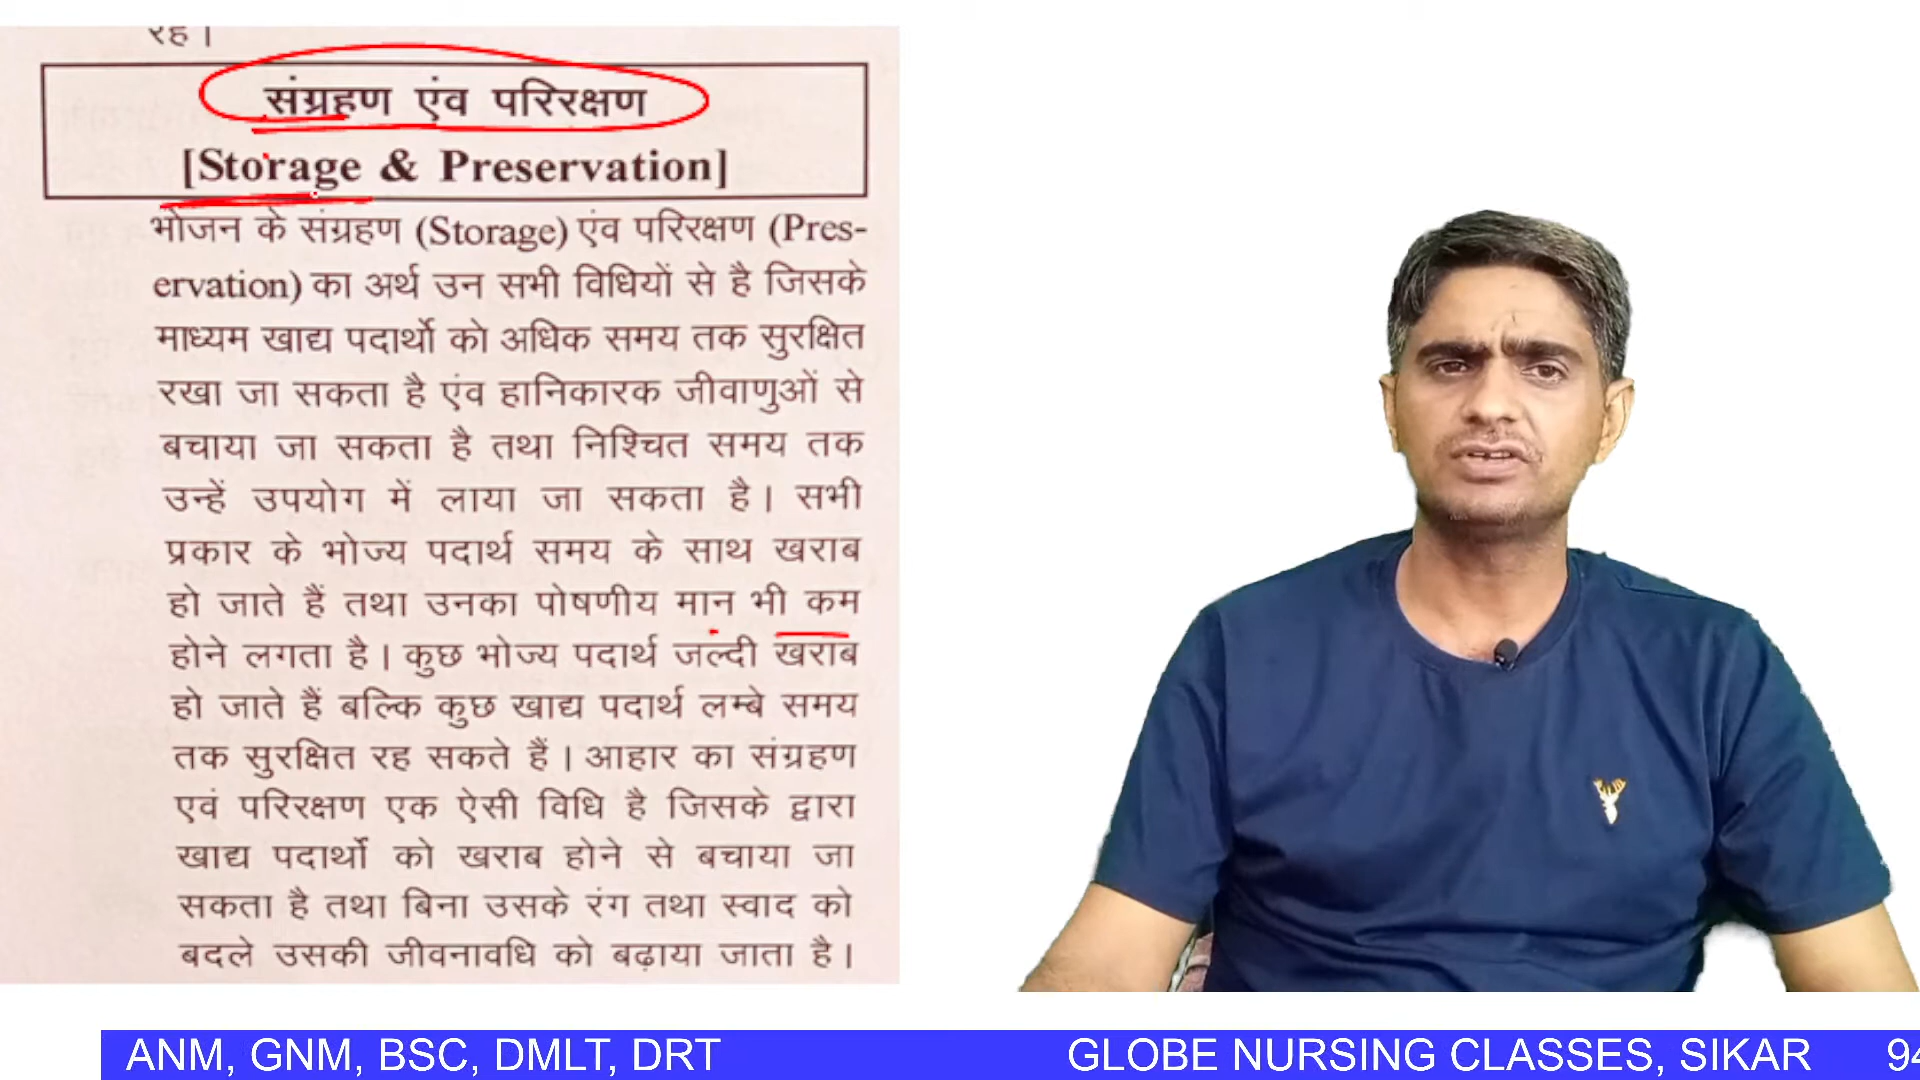 रहे।
संग्रहण एंव परिरक्षण
[Storage & Preservation]
भोजन के संग्रहण (Storage) एंव परिरक्षण (Pres-
ervation) का अर्थ उन सभी विधियों से है जिसके
माध्यम खाद्य पदार्थो को अधिक समय तक सुरक्षित
रखा जा सकता है एंव हानिकारक जीवाणुओं से
बचाया जा सकता है तथा निश्चित समय तक
उन्हें उपयोग में लाया जा सकता है। सभी
प्रकार के भोज्य पदार्थ समय के साथ खराब
हो जाते हैं तथा उनका पोषणीय मान भी कम
होने लगता है। कुछ भोज्य पदार्थ जल्दी खराब
हो जाते हैं बल्कि कुछ खाद्य पदार्थ लम्बे समय
तक सुरक्षित रह सकते हैं। आहार का संग्रहण
एवं परिरक्षण एक ऐसी विधि है जिसके द्वारा
खाद्य पदार्थो को खराब होने से बचाया जा
सकता है तथा बिना उसके रंग तथा स्वाद को
बदले उसकी जीवनावधि को बढ़ाया जाता है।
ANM, GNM, BSC, DMLT, DRT GLOBE NURSING CLASSES, SIKAR 94